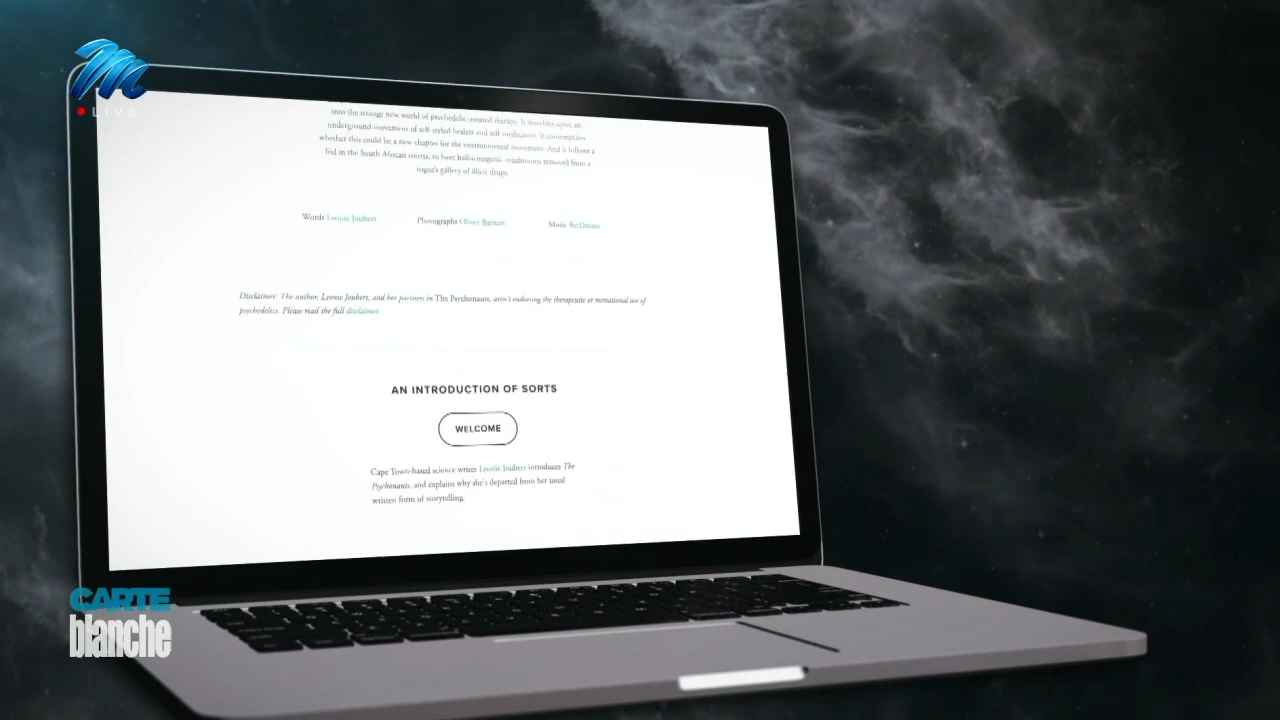 LIVE
into the strange new world of psychedelic-assisted therapy. It stumbles upon an
underground movement of self-styled healers and self-medicators. It contemplates
whether this could be a new chapter for the environmental movement. And it follows a
bid in the South African courts, to have hallucinogenic mushrooms removed from a
rogue's gallery of illicit drugs.
Words Leonie Joubert Photographs Oliver Barnett Music Re:Dream
Disclaimer: The author, Leonie Joubert, and her partners in The Psychonauts, aren't endorsing the therapeutic or recreational use of
psychedelics. Please read the full disclaimer.
AN INTRODUCTION OF SORTS
WELCOME
Cape Town-based science writer Leonie Joubert introduces The
Psychonauts, and explains why she's departed from her usual
written form of storytelling.
CARTE
blanche